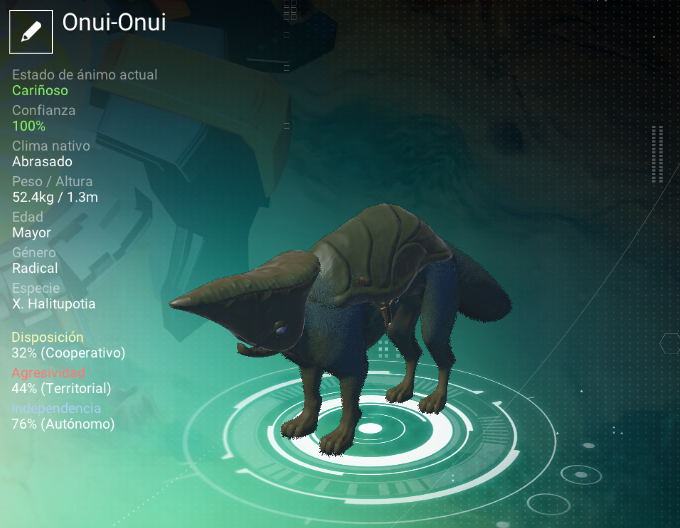 Onui-Onui
Estado de ánimo actual
Cariñoso
Confianza
100%
Clima nativo
Abrasado
Peso / Altura
52.4kg / 1.3m
Edad
Mayor
Género
Radical
Especie
X. Halitupotia
Disposición
32% (Cooperativo)
Agresividad
44% (Territorial)
Independencia
76% (Autónomo)